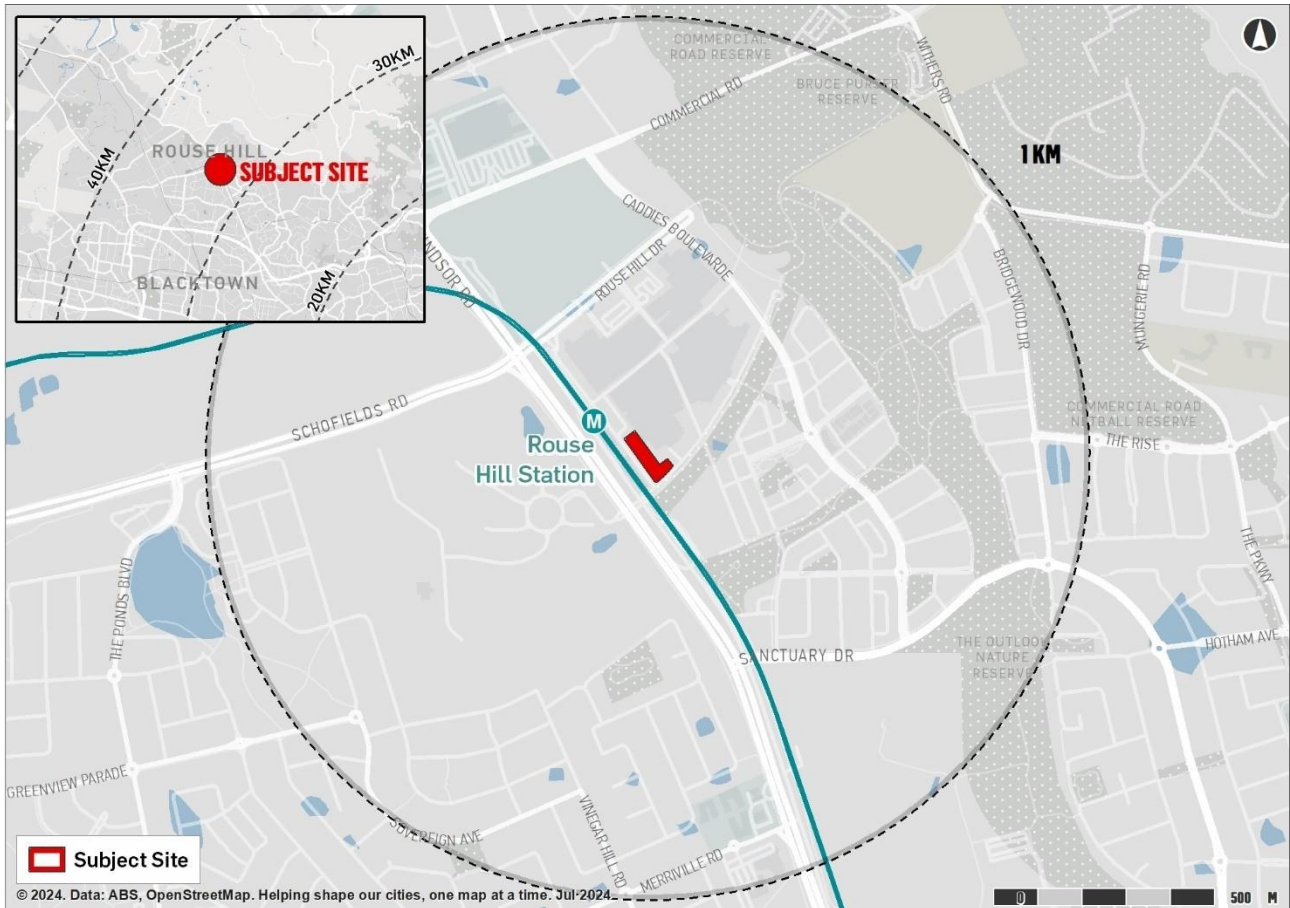 COMMERCIAL
ROAD RESERVE
WITHERS RD
30KM
BRUCE PURSER
RESERVE
COMMERCIAL RD
1 KM
ROUSE HILL
SUBJECT SITE
40KM
CADDIES BOULEVARDE
NDSOR RD
ROUSE HILL DR
BRIDGEWOOD DR
MUNGERIE RD
BLACKTOWN
20KM
SCHOFIELDS RD
COMMERCIAL ROAD
NETBALL RESERVE
THE RISE
M
Rouse
Hill Station
THE PKWY
THE PONDS BLVD
THE OUTLOOK
NATURE
RESERVE
HOTHAM AVE
SANCTUARY DR
GREENVIEW PARADE
SOVEREIGN AVE
VINEGAR HILL RD
MERRIVILLE RD
Subject Site
© 2024. Data: ABS, OpenStreetMap. Helping shape our cities, one map at a time. Jul 2024
0
500 M